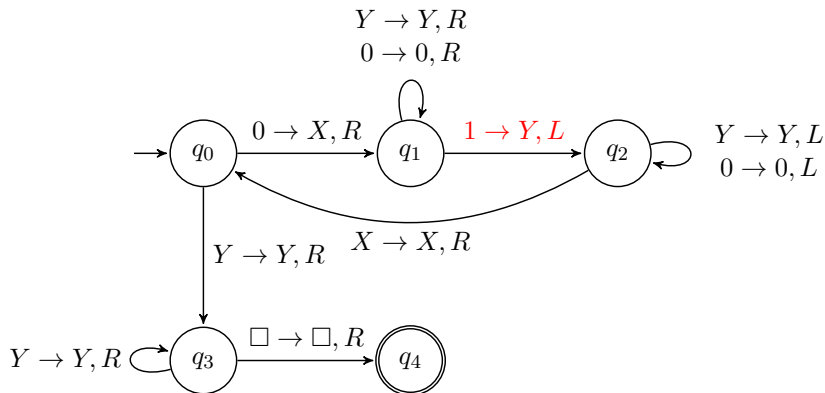 Y → Y, R
0 → 0, R
0 → X, R
1 → Y, L
q₀
q₁
q₂
Y → Y, L
0 → 0, L
X → X, R
Y → Y, R
Y → Y, R
q₃
□ → □, R
q₄